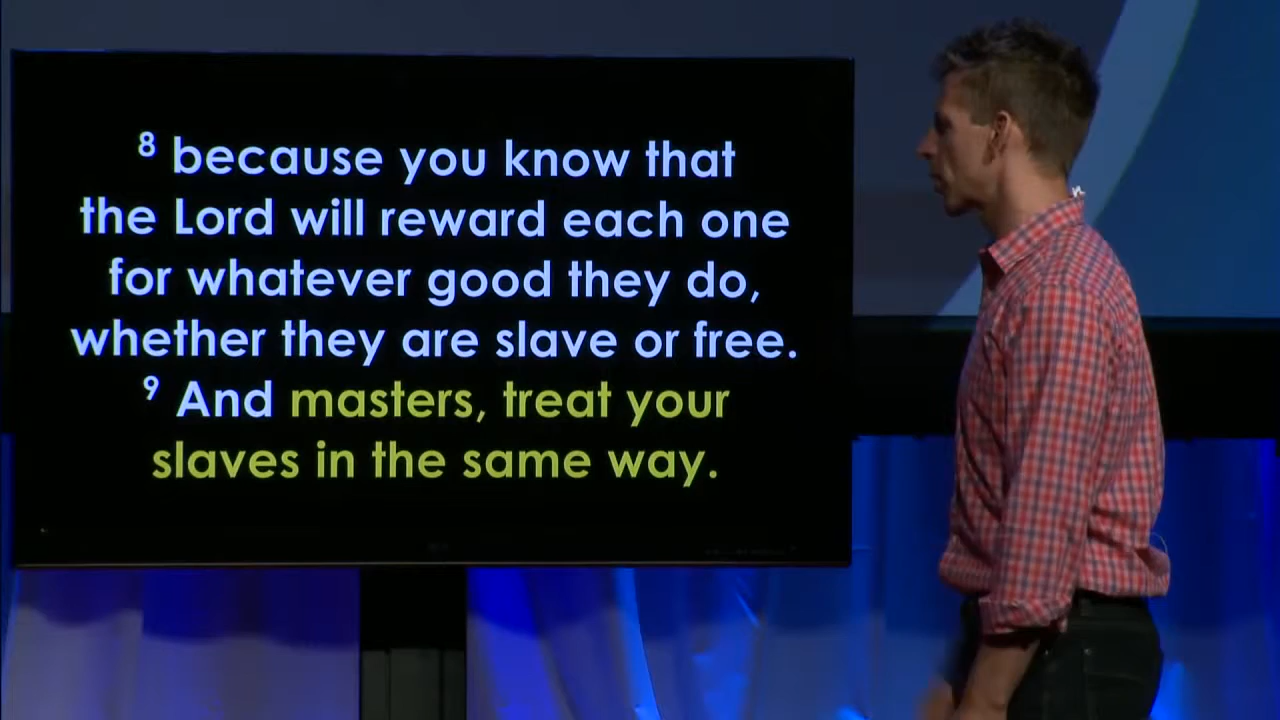 8 because you know that
the Lord will reward each one
for whatever good they do,
whether they are slave or free.
9 And masters, treat your
slaves in the same way.